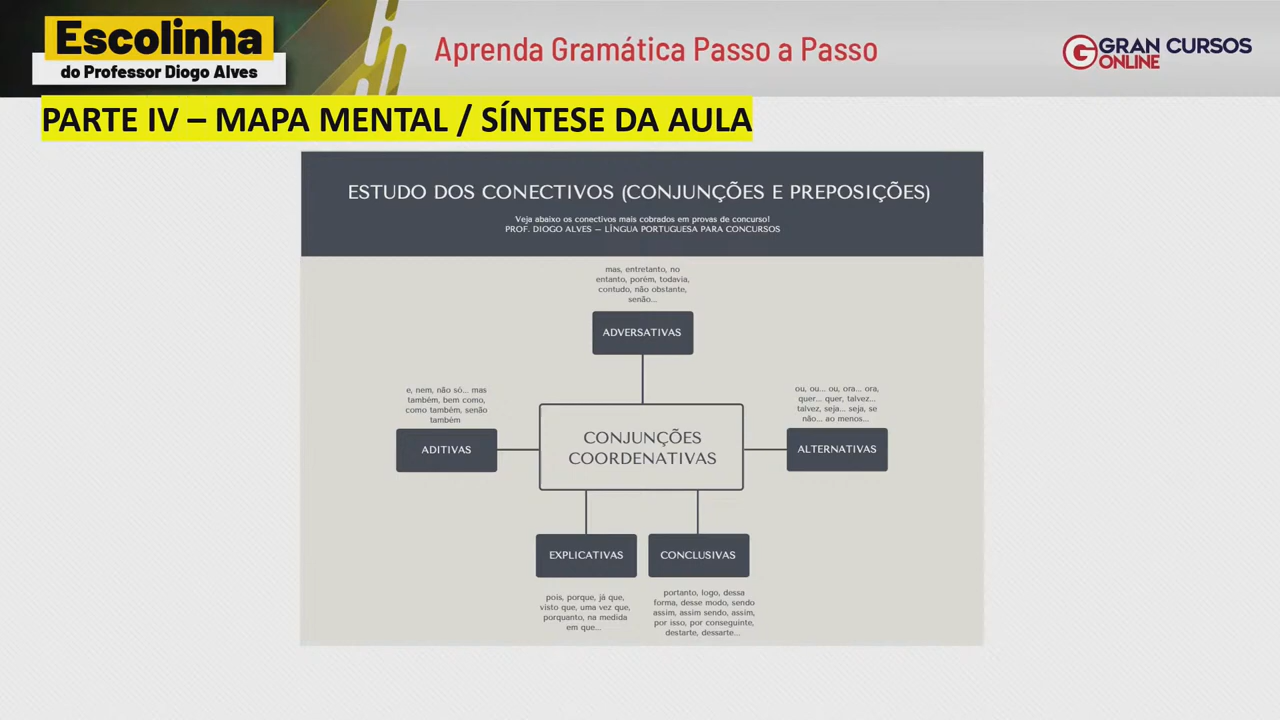 Escolinha
do Professor Diogo Alves
Aprenda Gramática Passo a Passo
GRAN CURSOS
ONLINE
PARTE IV – MAPA MENTAL / SÍNTESE DA AULA
ESTUDO DOS CONECTIVOS (CONJUNÇÕES E PREPOSIÇÕES)
Veja abaixo os conectivos mais cobrados em provas de concurso!
PROF. DIOGO ALVES – LÍNGUA PORTUGUESA PARA CONCURSOS
mas, entretanto, no
entanto, porém, todavia,
contudo, não obstante,
senão...
ADVERSATIVAS
e, nem, não só... mas
também, bem como,
como também, senão
também
ADITIVAS
CONJUNÇÕES
COORDENATIVAS
ou, ou... ou, ora... ora,
quer... quer, talvez...
talvez, seja... seja, se
não... ao menos...
ALTERNATIVAS
EXPLICATIVAS
pois, porque, já que,
visto que, uma vez que,
porquanto, na medida
em que...
CONCLUSIVAS
portanto, logo, dessa
forma, desse modo, sendo
assim, assim sendo, assim,
por isso, por conseguinte,
destarte, dessarte...